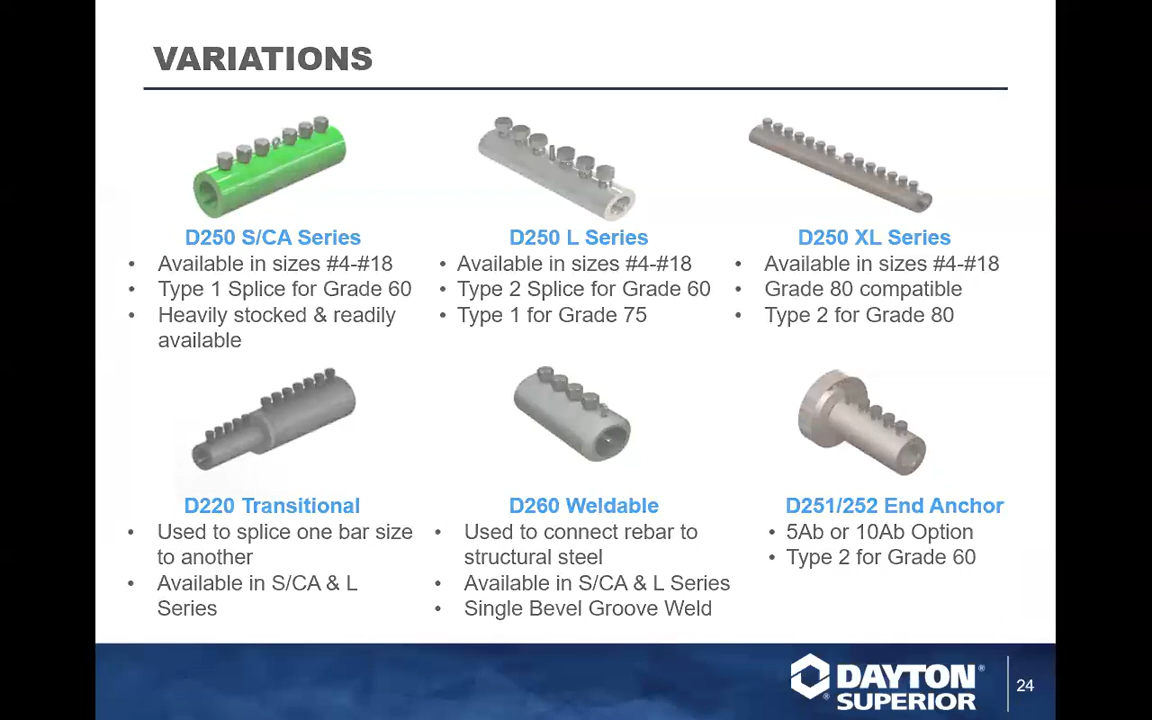 VARIATIONS
D250 S/CA Series
• Available in sizes #4-#18
• Type 1 Splice for Grade 60
• Heavily stocked & readily
available
D250 L Series
• Available in sizes #4-#18
• Type 2 Splice for Grade 60
• Type 1 for Grade 75
D250 XL Series
• Available in sizes #4-#18
• Grade 80 compatible
• Type 2 for Grade 80
D220 Transitional
• Used to splice one bar size
to another
• Available in S/CA & L
Series
D260 Weldable
• Used to connect rebar to
structural steel
• Available in S/CA & L Series
• Single Bevel Groove Weld
D251/252 End Anchor
• 5Ab or 10Ab Option
• Type 2 for Grade 60
DAYTON®
®SUPERIOR
24